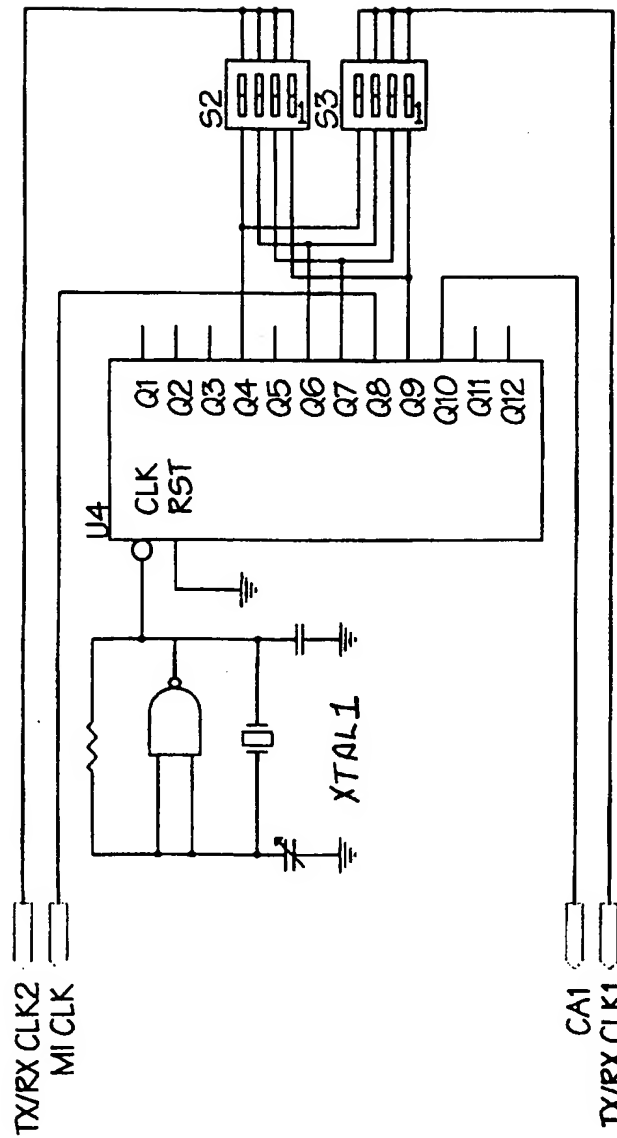 TX/RX CLK2
MI CLK
S2
S3
U4
CLK
RST
Q1
Q2
Q3
Q4
Q5
Q6
Q7
Q8
Q9
Q10
Q11
Q12
1
1
XTAL1
CA1
TX/RX CLK1